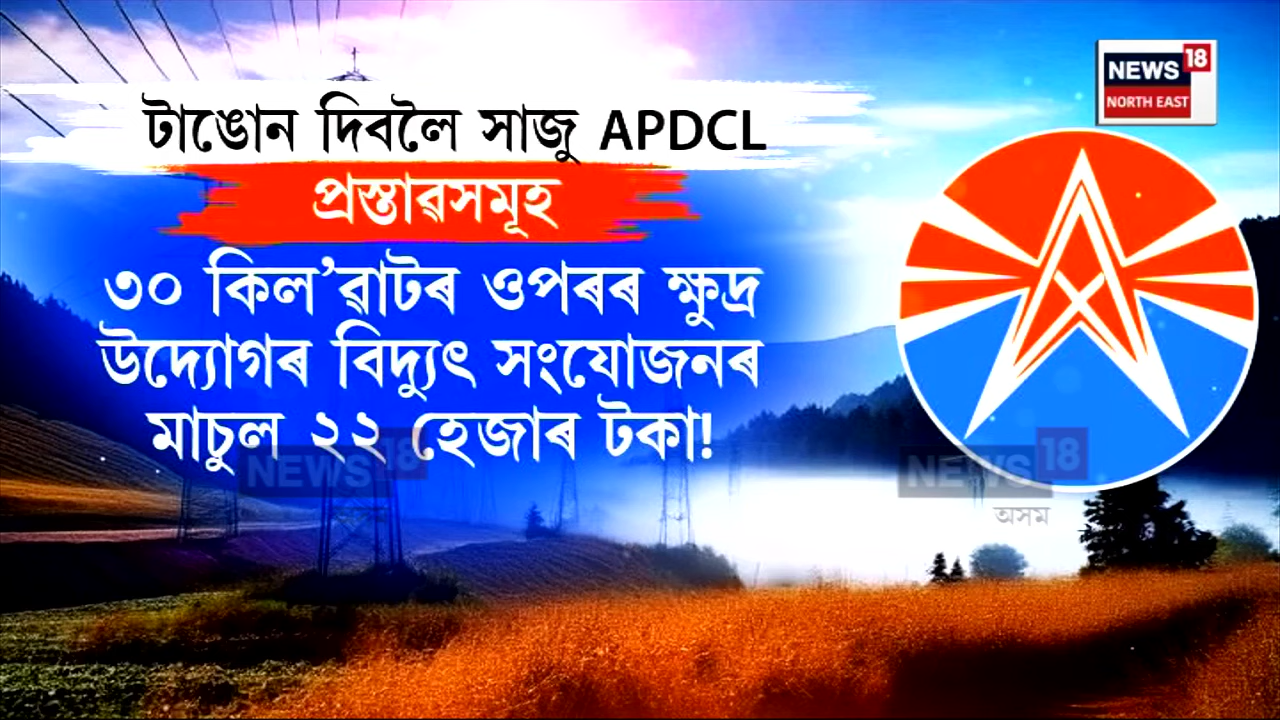 NEWS 18
NORTH EAST
টাঙোন দিবলৈ সাজু APDCL
প্ৰস্তাৱসমূহ
৩০ কিল'ৱাটৰ ওপৰৰ ক্ষুদ্ৰ
উদ্যোগৰ বিদ্যুৎ সংযোজনৰ
মাচুল ২২ হেজাৰ টকা!
NEWS 18
NEWS 18
অসম